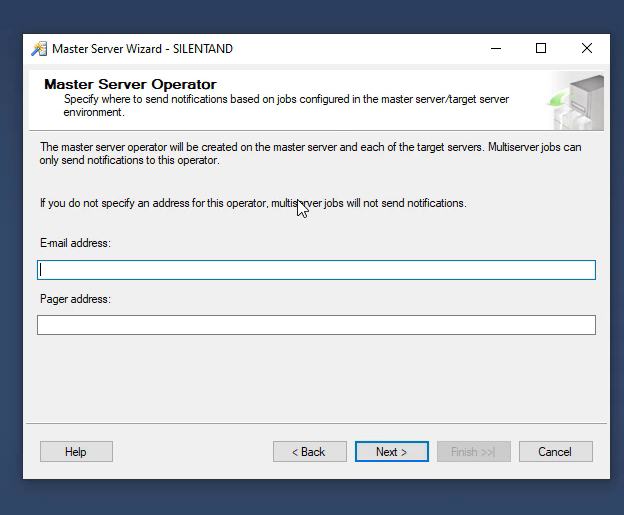 Master Server Wizard - SILENTAND
Master Server Operator
Specify where to send notifications based on jobs configured in the master server/target server
environment.
The master server operator will be created on the master server and each of the target servers. Multiserver jobs can
only send notifications to this operator.
If you do not specify an address for this operator, multiserver jobs will not send notifications.
E-mail address:
Pager address:
Help
< Back
Next >
Finish >>|
Cancel